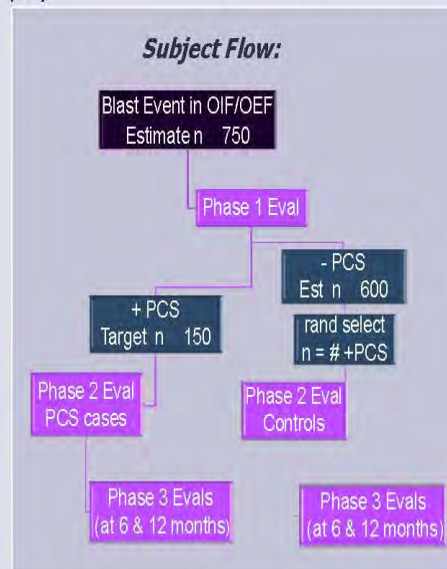 Subject Flow:
Blast Event in OIF/OEF
Estimate n 750
Phase 1 Eval
- PCS
Est n 600
+ PCS
Target n 150
rand select
n = # +PCS
Phase 2 Eval
PCS cases
Phase 2 Eval
Controls
Phase 3 Evals
(at 6 & 12 months)
Phase 3 Evals
(at 6 & 12 months)